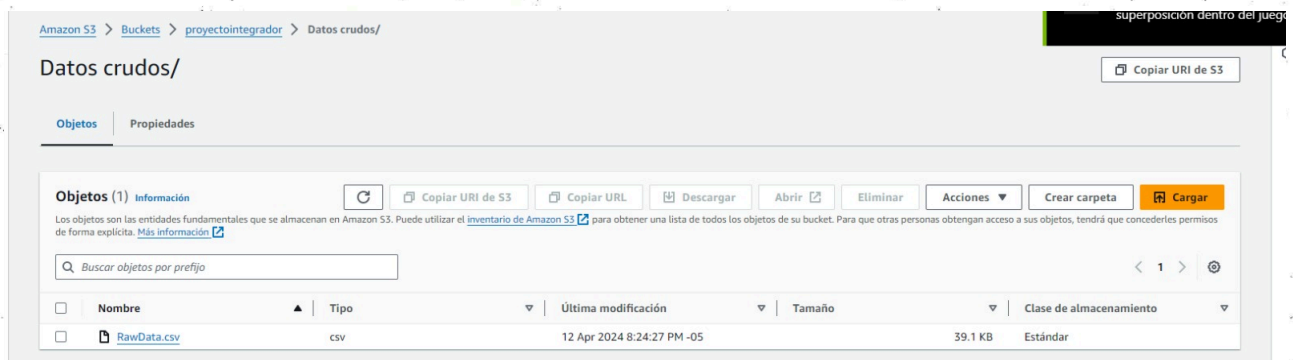 superposición dentro del juego
Amazon S3 > Buckets > proyectointegrador > Datos crudos/
Datos crudos/
Copiar URI de S3
Objetos Propiedades
Objetos (1) Información
Copiar URI de S3 Copiar URL Descargar Abrir Eliminar Acciones Crear carpeta Cargar
Los objetos son las entidades fundamentales que se almacenan en Amazon S3. Puede utilizar el inventario de Amazon S3 para obtener una lista de todos los objetos de su bucket. Para que otras personas obtengan acceso a sus objetos, tendrá que concederles permisos
de forma explícita. Más información
Buscar objetos por prefijo
< 1 >
Nombre Tipo Última modificación Tamaño Clase de almacenamiento
RawData.csv csv 12 Apr 2024 8:24:27 PM -05 39.1 KB Estándar